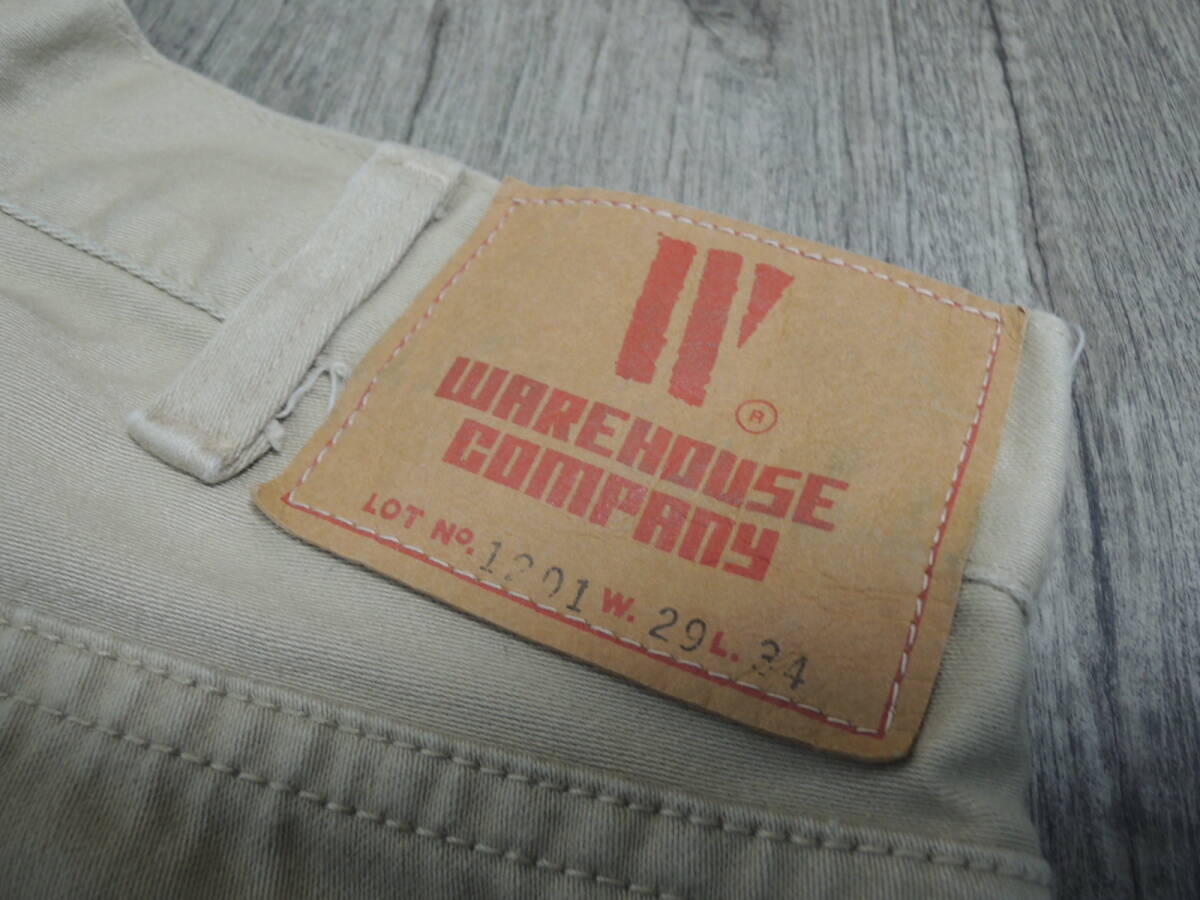 ®
WAREHOUSE
COMPANY
LOT No. 1201 W. 29 L. 34